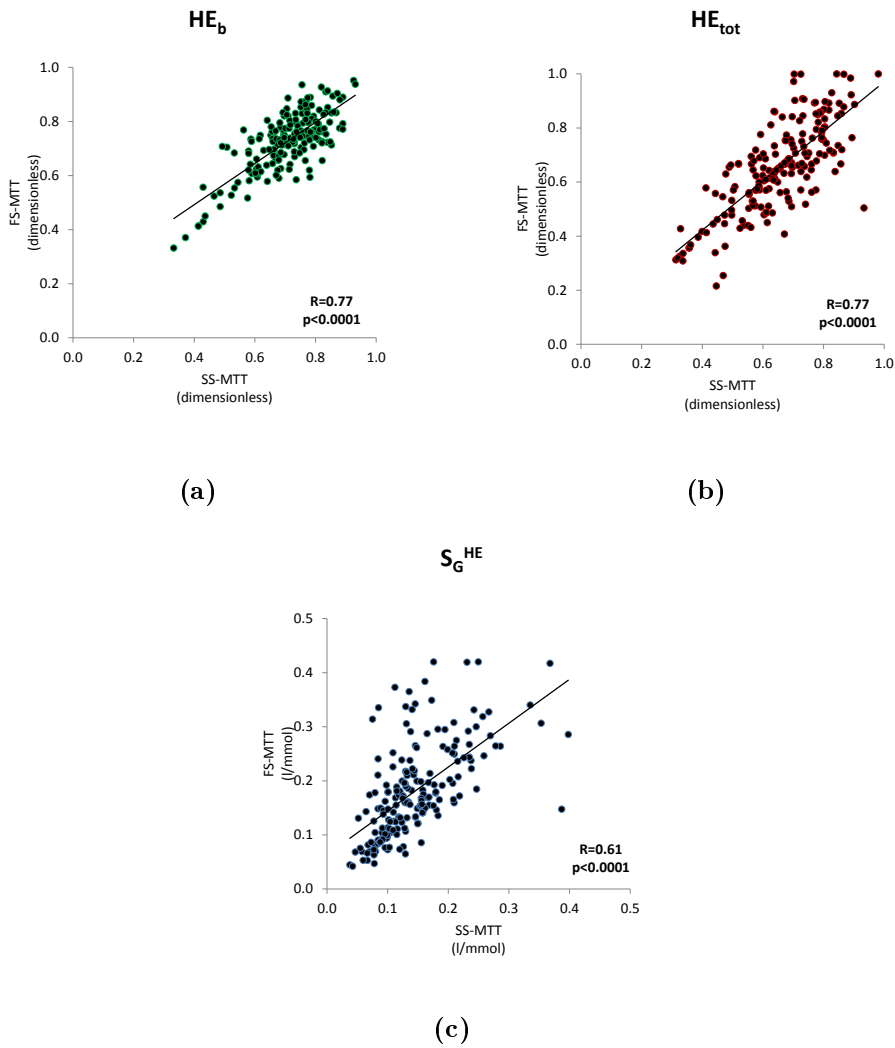 HE_b
1.0
0.8
0.6
0.4
0.2
0.0
FS-MTT
(dimensionless)
R=0.77
p<0.0001
0.0 0.2 0.4 0.6 0.8 1.0
SS-MTT
(dimensionless)
(a)
HE_tot
1.0
0.8
0.6
0.4
0.2
0.0
FS-MTT
(dimensionless)
R=0.77
p<0.0001
0.0 0.2 0.4 0.6 0.8 1.0
SS-MTT
(dimensionless)
(b)
S_G^HE
0.5
0.4
0.3
0.2
0.1
0.0
FS-MTT
(l/mmol)
R=0.61
p<0.0001
0.0 0.1 0.2 0.3 0.4 0.5
SS-MTT
(l/mmol)
(c)